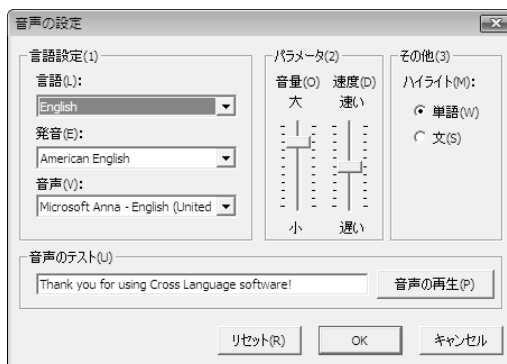 音声の設定
言語設定(1)
言語(L):
English
発音(E):
American English
音声(V):
Microsoft Anna - English (United
パラメータ(2)
音量(O) 速度(D)
大 速い
小 遅い
その他(3)
ハイライト(M):
単語(W)
文(S)
音声のテスト(U)
Thank you for using Cross Language software!
音声の再生(P)
リセット(R) OK キャンセル